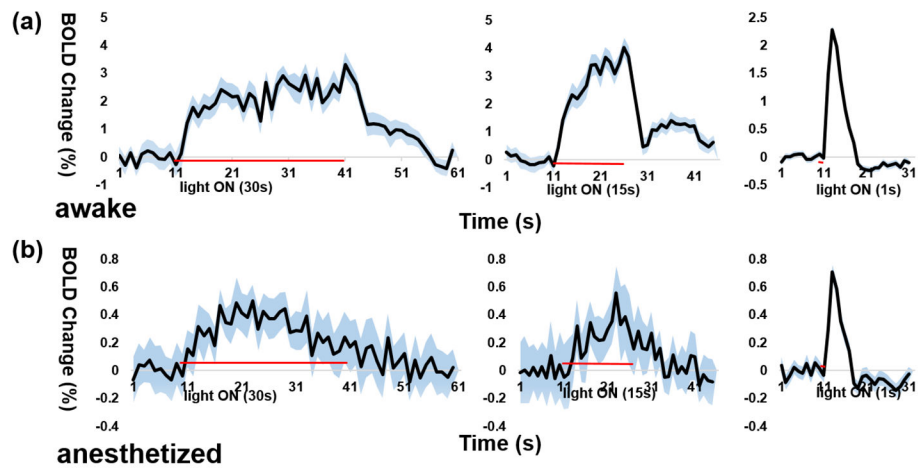 (a)
BOLD Change (%)
5
4
3
2
1
0
-1
1 11 21 31 41 51 61
light ON (30s)
5
4
3
2
1
0
-1
1 11 21 31 41
light ON (15s)
2.5
2
1.5
1
0.5
0
-0.5
1 11 21 31
light ON (1s)
awake
Time (s)
(b)
BOLD Change (%)
0.8
0.6
0.4
0.2
0
-0.2
-0.4
1 11 21 31 41 51 61
light ON (30s)
0.8
0.6
0.4
0.2
0
-0.2
-0.4
1 11 21 31 41
light ON (15s)
0.8
0.6
0.4
0.2
0
-0.2
-0.4
1 11 21 31
light ON (1s)
anesthetized
Time (s)